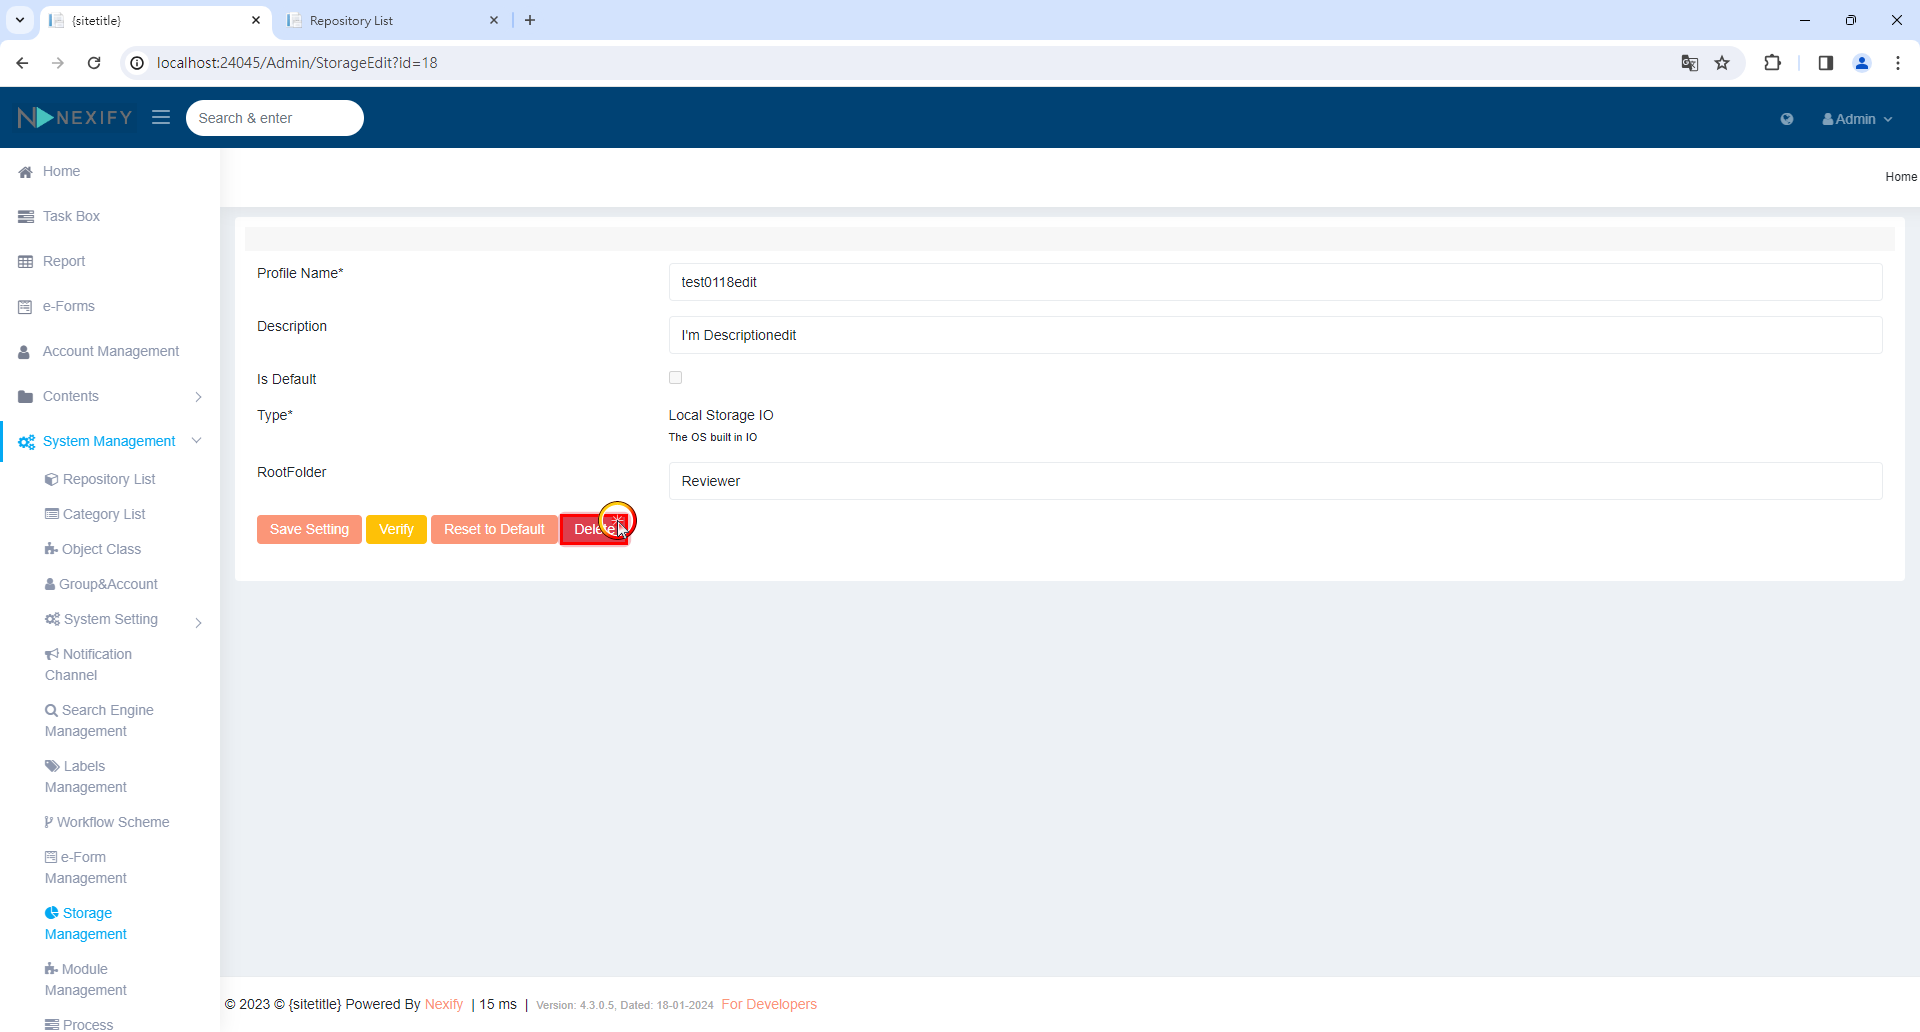 {sitetitle}
Repository List
localhost:24045/Admin/StorageEdit?id=18
NEXIFY
Search & enter
Admin
Home
Home
Task Box
Report
e-Forms
Account Management
Contents
System Management
Repository List
Category List
Object Class
Group&Account
System Setting
Notification
Channel
Search Engine
Management
Labels
Management
Workflow Scheme
e-Form
Management
Storage
Management
Module
Management
Process
Profile Name*
test0118edit
Description
I'm Descriptionedit
Is Default
Type*
Local Storage IO
The OS built in IO
RootFolder
Reviewer
Save Setting
Verify
Reset to Default
Delete
© 2023 © {sitetitle} Powered By Nexify | 15 ms | Version: 4.3.0.5, Dated: 18-01-2024 For Developers